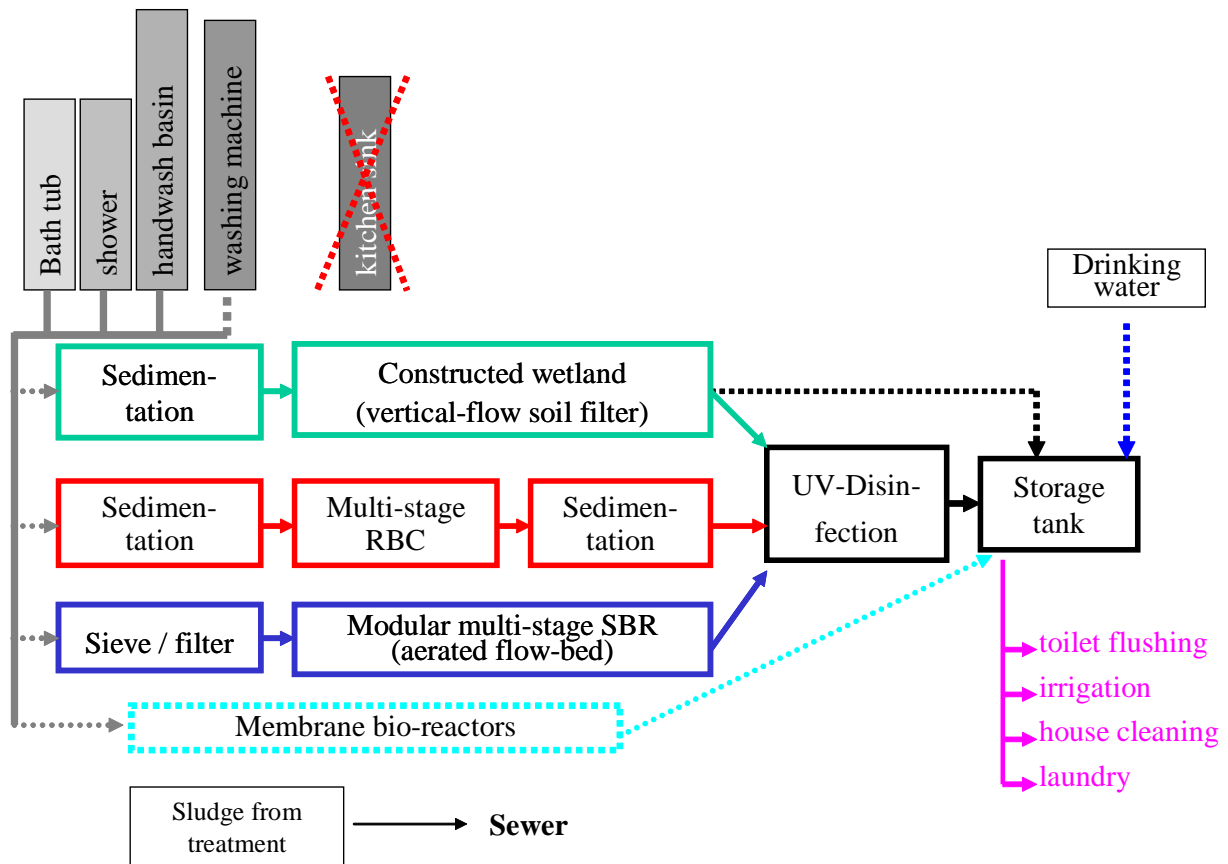 Bath tub
shower
handwash basin
washing machine
kitchen sink
Drinking
water
Sedimen-
tation
Constructed wetland
(vertical-flow soil filter)
UV-Disin-
fection
Storage
tank
Sedimen-
tation
Multi-stage
RBC
Sedimen-
tation
Sieve / filter
Modular multi-stage SBR
(aerated flow-bed)
Membrane bio-reactors
toilet flushing
irrigation
house cleaning
laundry
Sludge from
treatment
Sewer